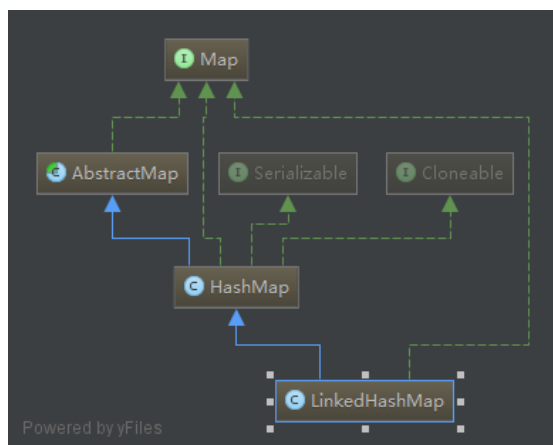 I Map
C AbstractMap
I Serializable
I Cloneable
C HashMap
C LinkedHashMap
Powered by yFiles